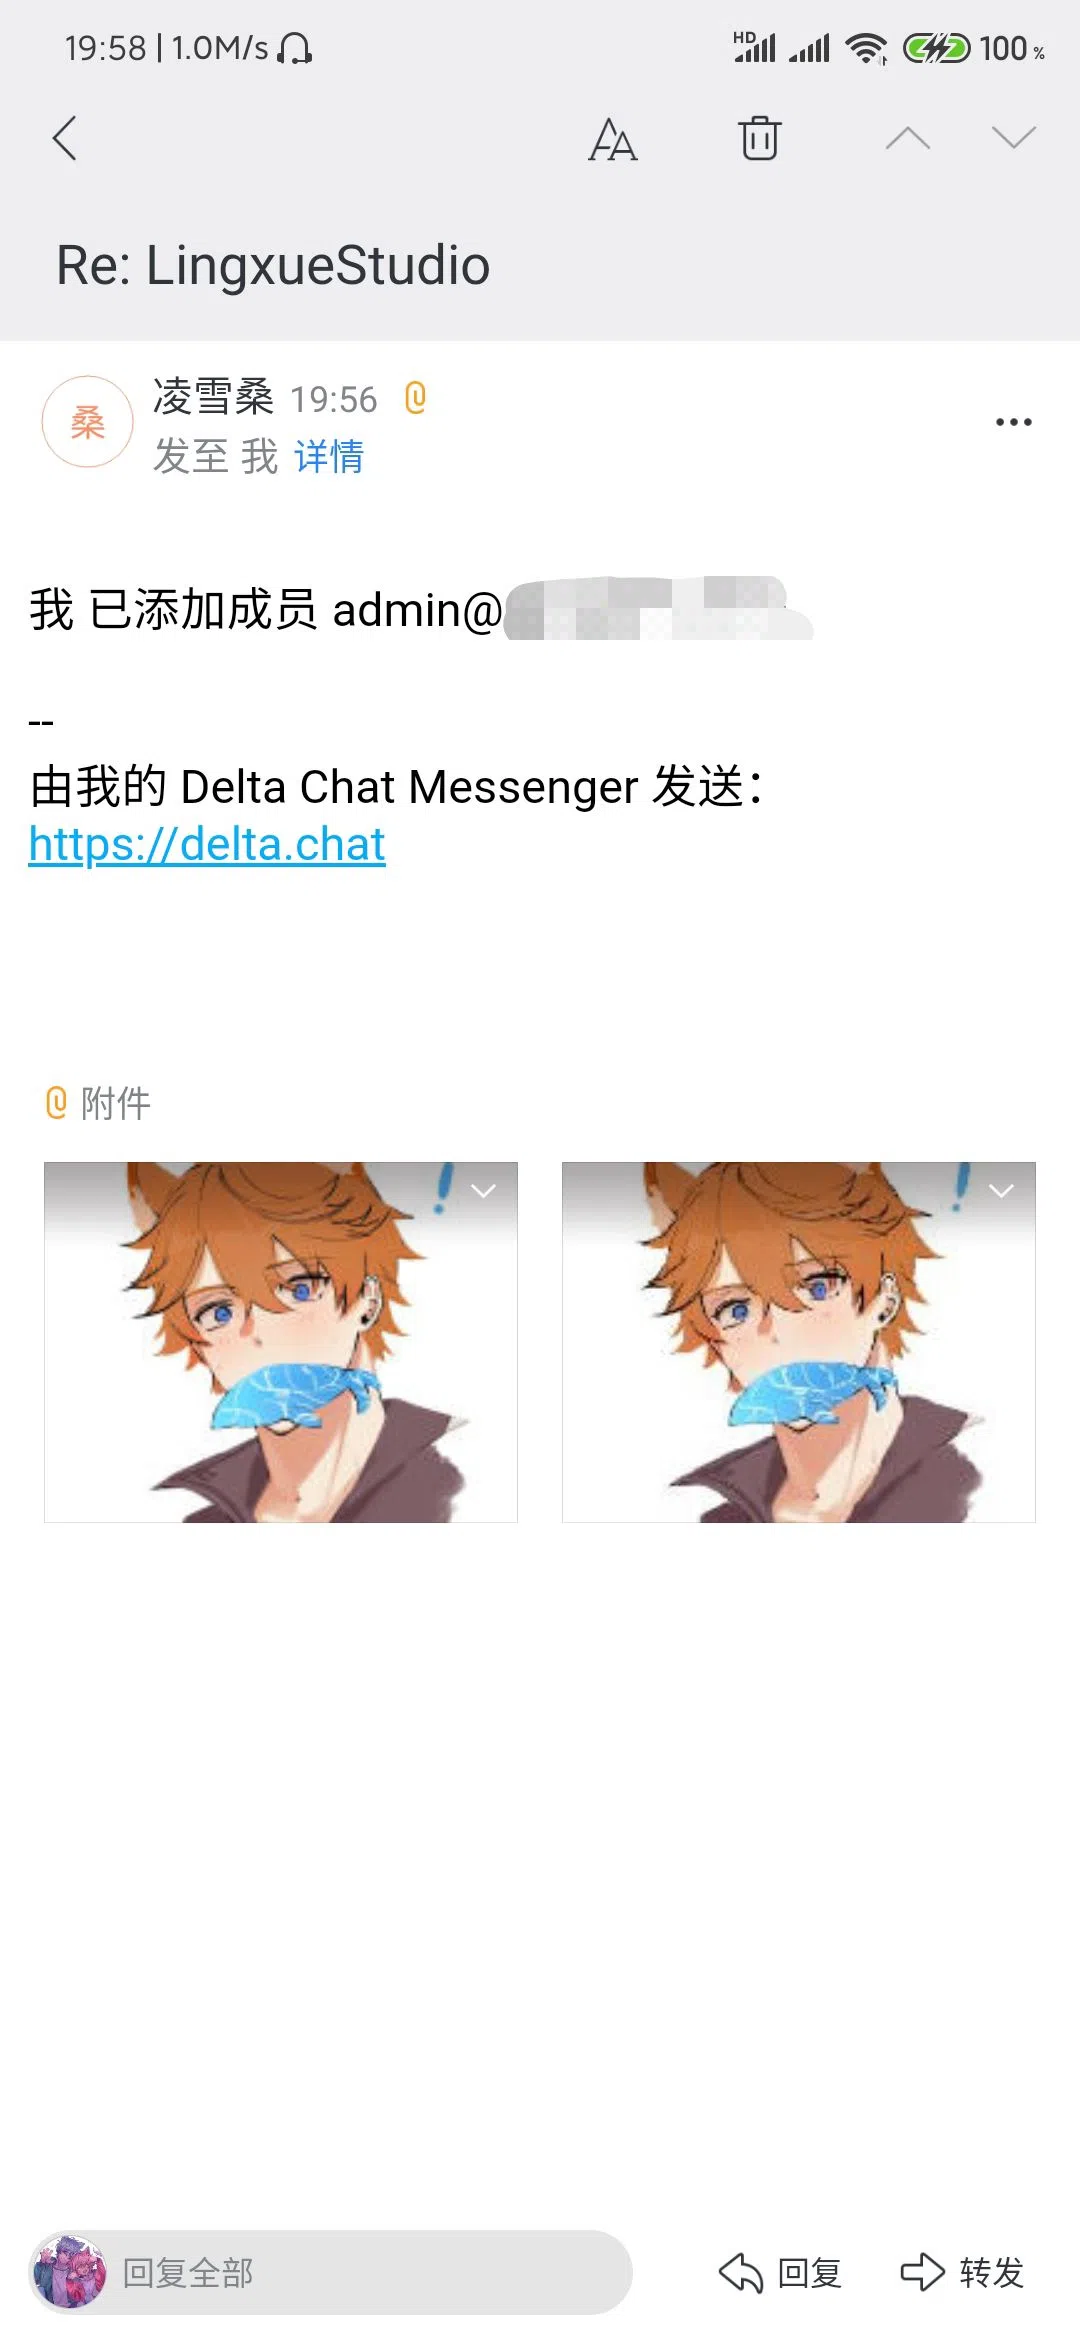 19:58 | 1.0M/s HD 100 %
Re: LingxueStudio
桑
凌雪桑 19:56
发至 我 详情
我 已添加成员 admin@
--
由我的 Delta Chat Messenger 发送：
https://delta.chat
附件
回复全部 回复 转发